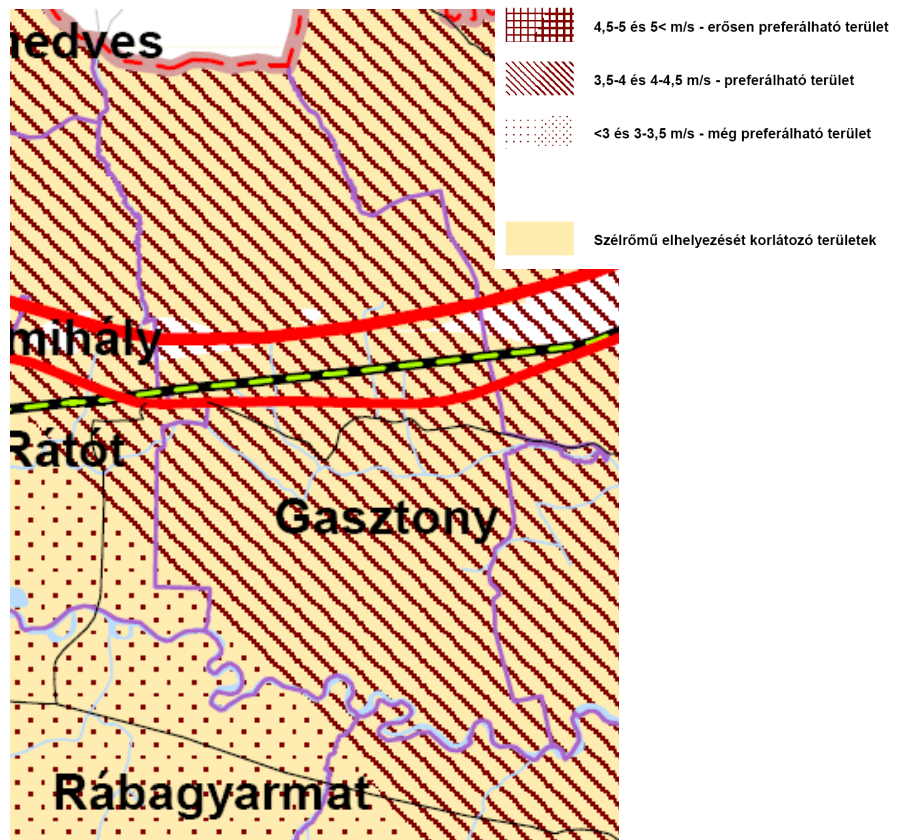 nedves
4,5-5 és 5< m/s - erősen preferálható terület
3,5-4 és 4-4,5 m/s - preferálható terület
<3 és 3-3,5 m/s - még preferálható terület
Szélrőmű elhelyezését korlátozó területek
mihály
Rátót
Gasztony
Rábagyarmat